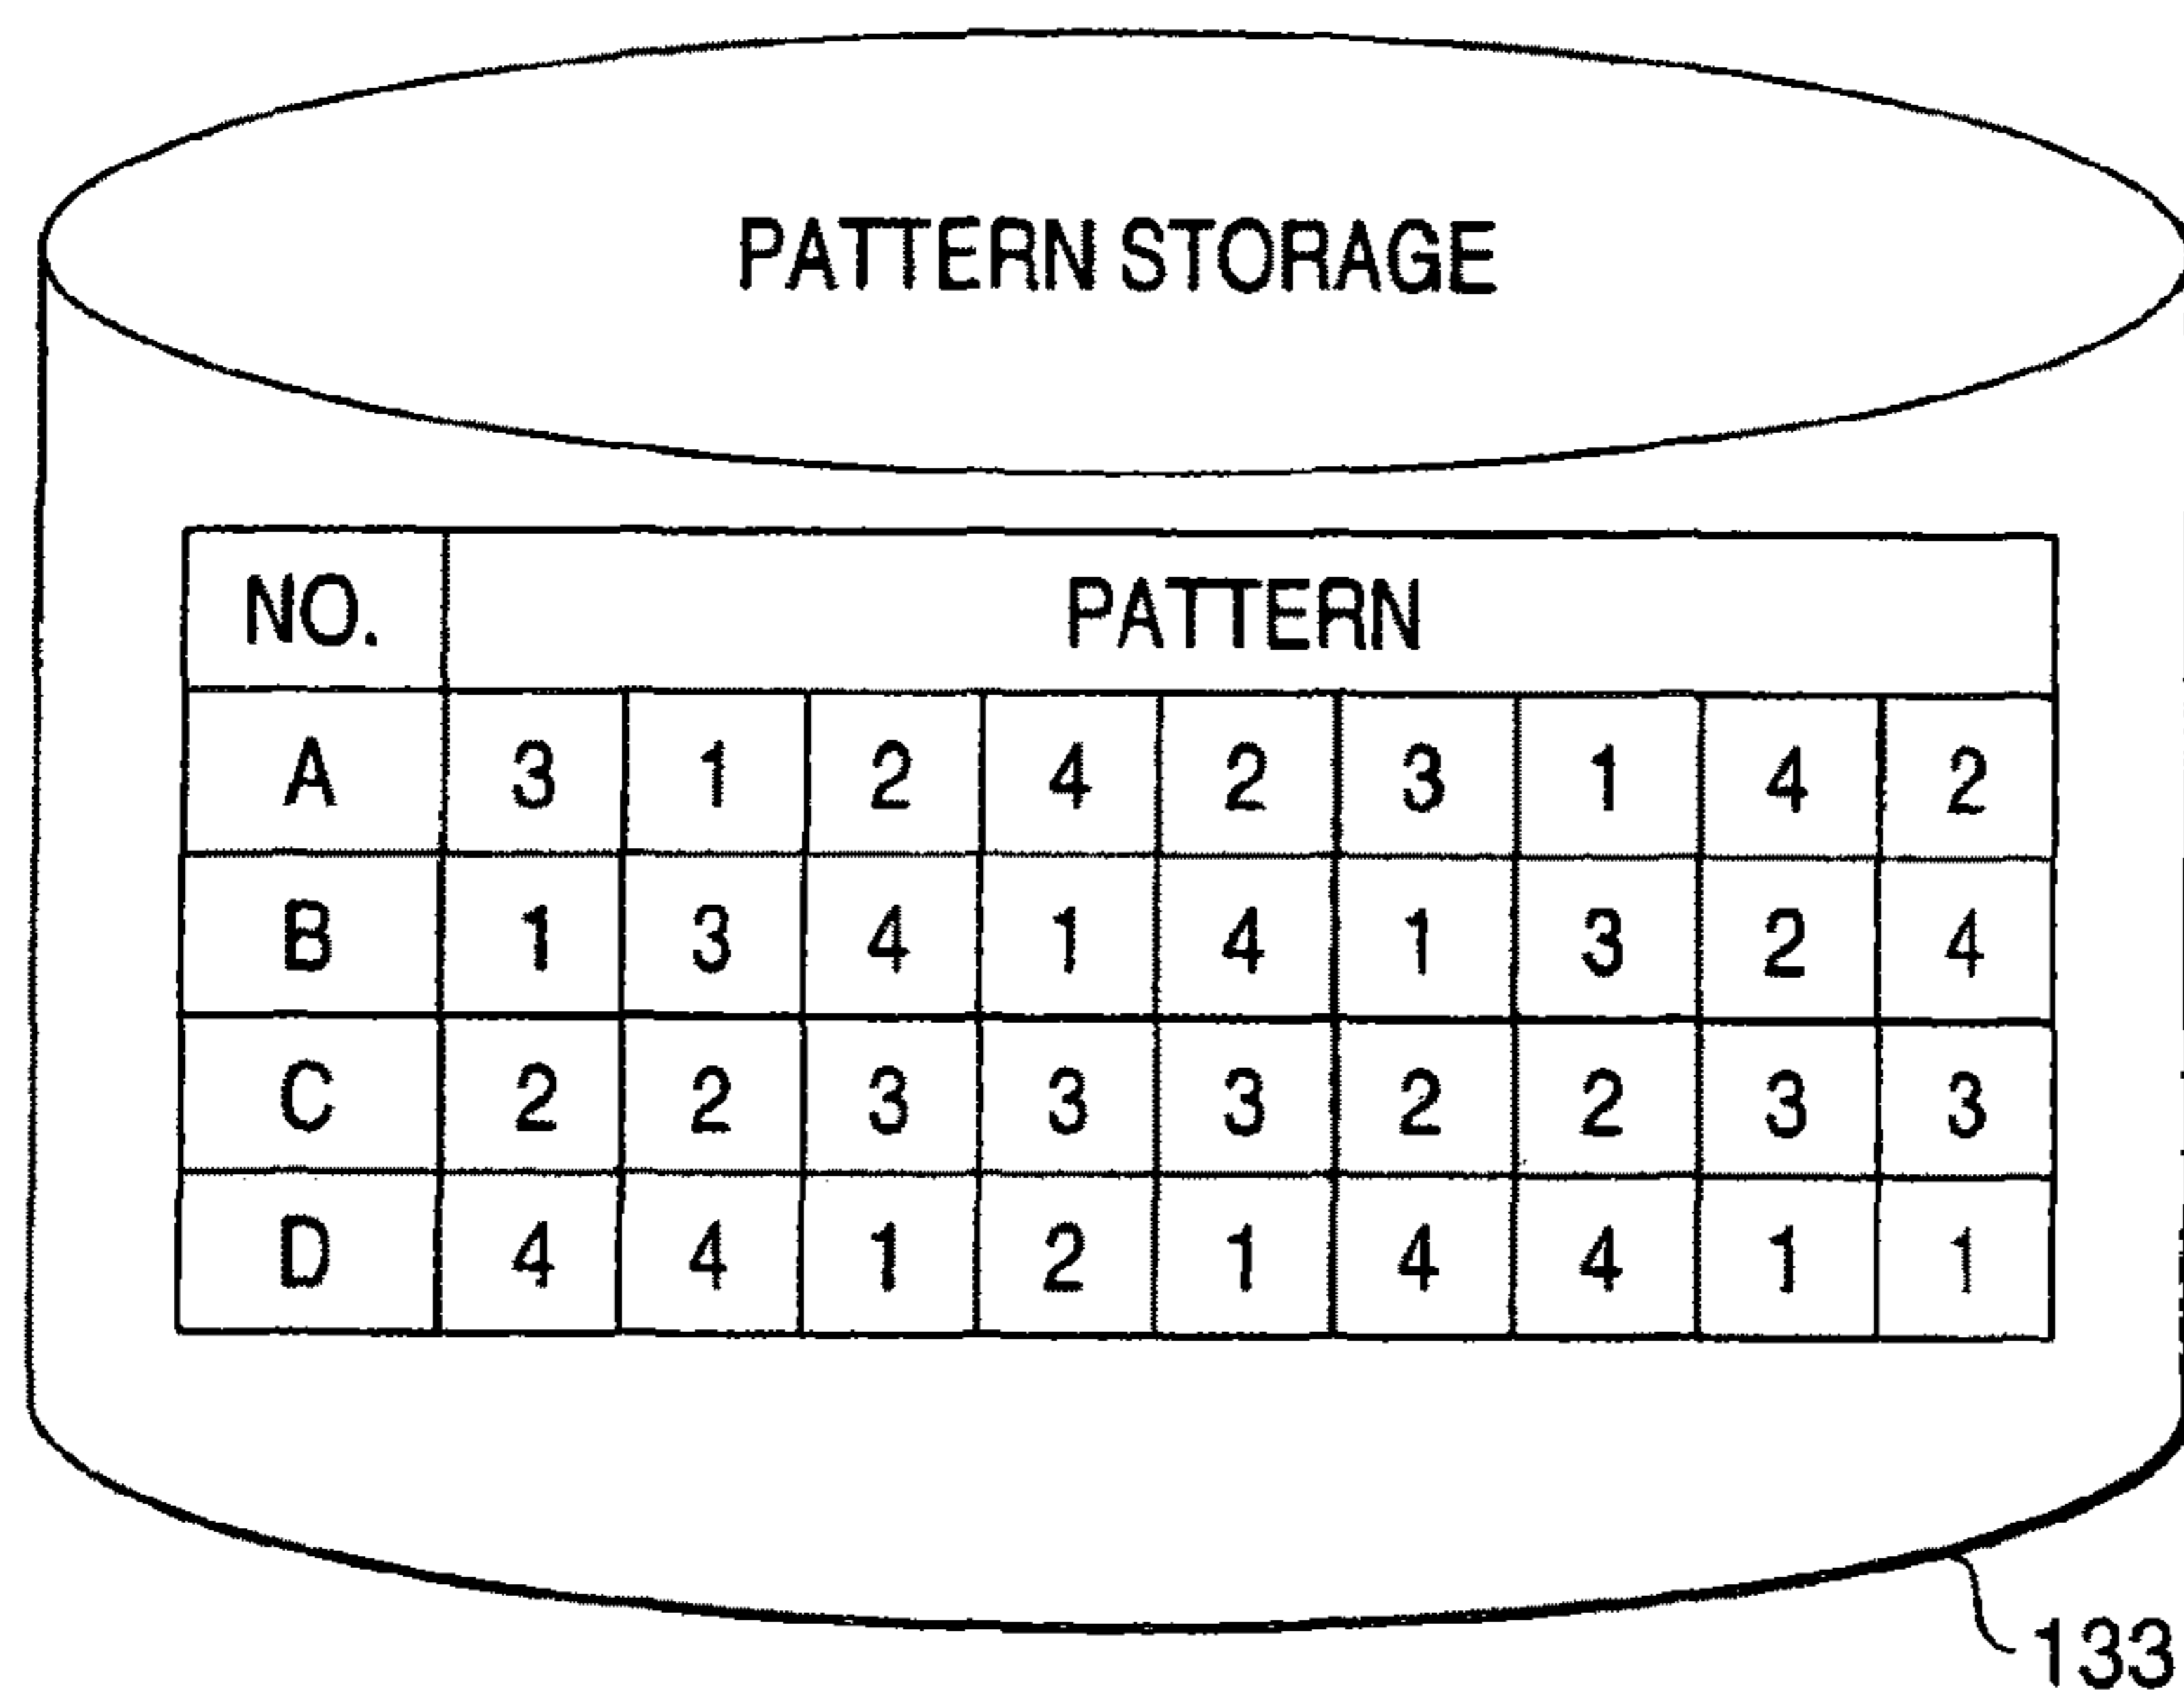 PATTERN STORAGE
NO. PATTERN
A 3 1 2 4 2 3 1 4 2
B 1 3 4 1 4 1 3 2 4
C 2 2 3 3 3 2 2 3 3
D 4 4 1 2 1 4 4 1 1
133